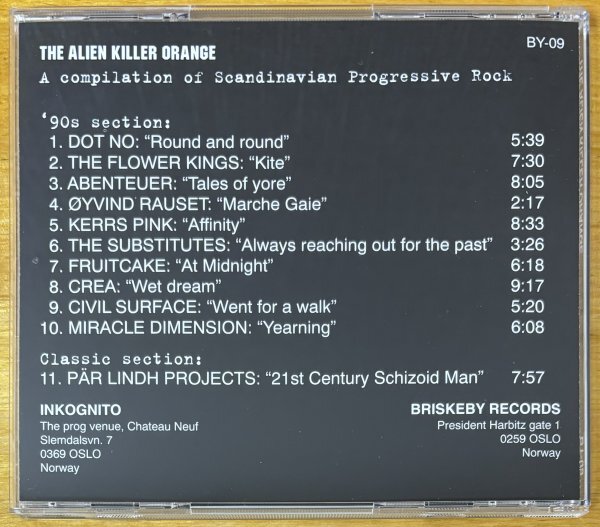 THE ALIEN KILLER ORANGE
BY-09
A compilation of Scandinavian Progressive Rock
‘90s section:
1. DOT NO: “Round and round” 5:39
2. THE FLOWER KINGS: “Kite” 7:30
3. ABENTEUER: “Tales of yore” 8:05
4. ØYVIND RAUSET: “Marche Gaie” 2:17
5. KERRS PINK: “Affinity” 8:33
6. THE SUBSTITUTES: “Always reaching out for the past” 3:26
7. FRUITCAKE: “At Midnight” 6:18
8. CREA: “Wet dream” 9:17
9. CIVIL SURFACE: “Went for a walk” 5:20
10. MIRACLE DIMENSION: “Yearning” 6:08
Classic section:
11. PÄR LINDH PROJECTS: “21st Century Schizoid Man” 7:57
INKOGNITO
The prog venue, Chateau Neuf
Slemdalsvn. 7
0369 OSLO
Norway
BRISKEBY RECORDS
President Harbitz gate 1
0259 OSLO
Norway